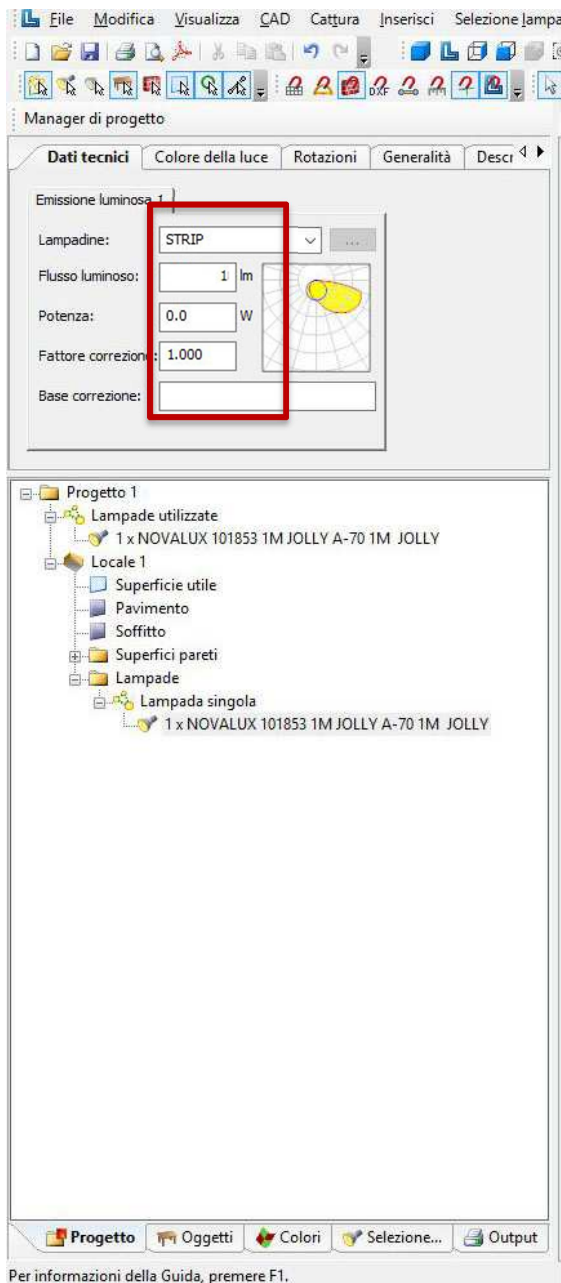 File Modifica Visualizza CAD Cattura Inserisci Selezione lampa
DXF
Manager di progetto
Dati tecnici Colore della luce Rotazioni Generalità Descr
Emissione luminosa 1
Lampadine: STRIP ...
Flusso luminoso: 1 lm
Potenza: 0.0 W
Fattore correzione: 1.000
Base correzione:
Progetto 1
Lampade utilizzate
1 x NOVALUX 101853 1M JOLLY A-70 1M JOLLY
Locale 1
Superficie utile
Pavimento
Soffitto
Superfici pareti
Lampade
Lampada singola
1 x NOVALUX 101853 1M JOLLY A-70 1M JOLLY
Progetto Oggetti Colori Selezione... Output
Per informazioni della Guida, premere F1.